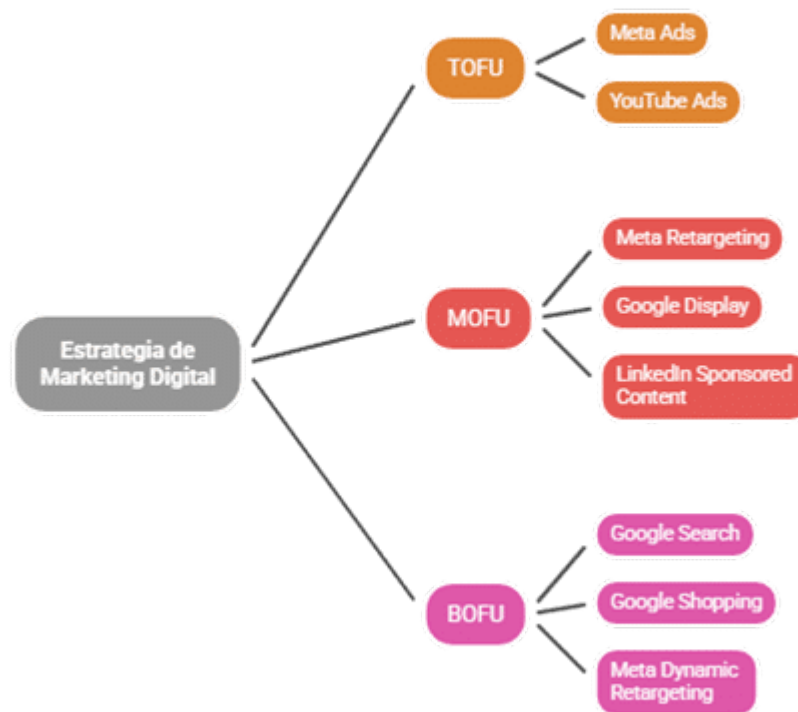 Estrategia de
Marketing Digital
TOFU
Meta Ads
YouTube Ads
MOFU
Meta Retargeting
Google Display
LinkedIn Sponsored
Content
BOFU
Google Search
Google Shopping
Meta Dynamic
Retargeting